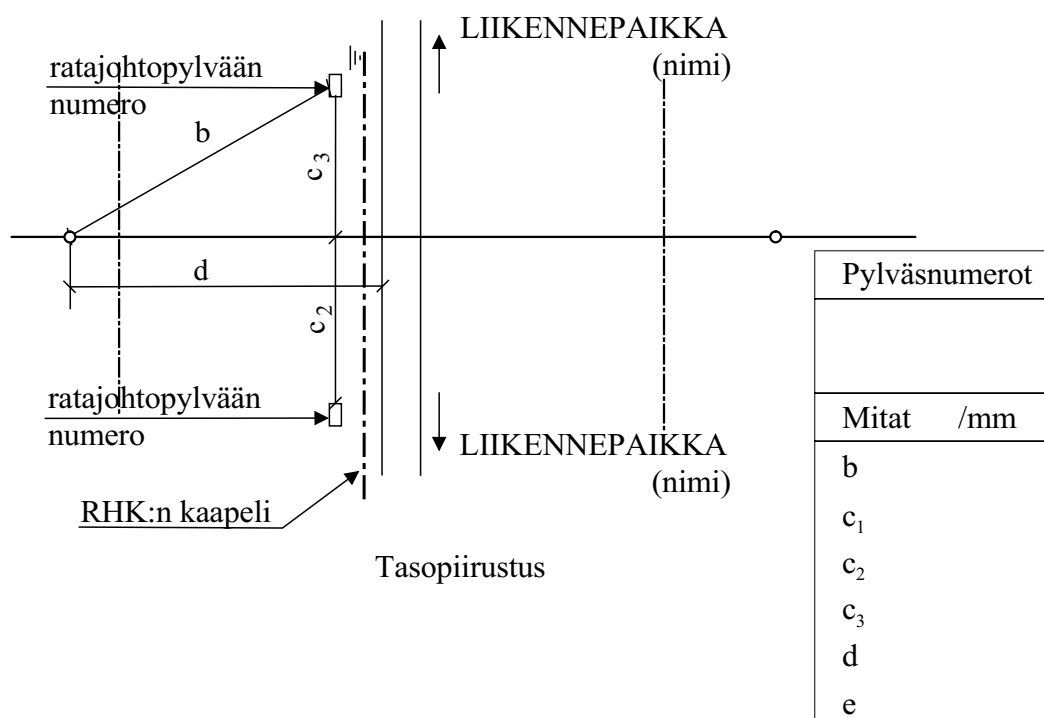 LIIKENNEPAIKKA
(nimi)
ratajohtopylvään
numero
b
c3
d
c2
ratajohtopylvään
numero
LIIKENNEPAIKKA
(nimi)
RHK:n kaapeli
Tasopiirustus
Pylväsnumerot
Mitat /mm
b
c1
c2
c3
d
e